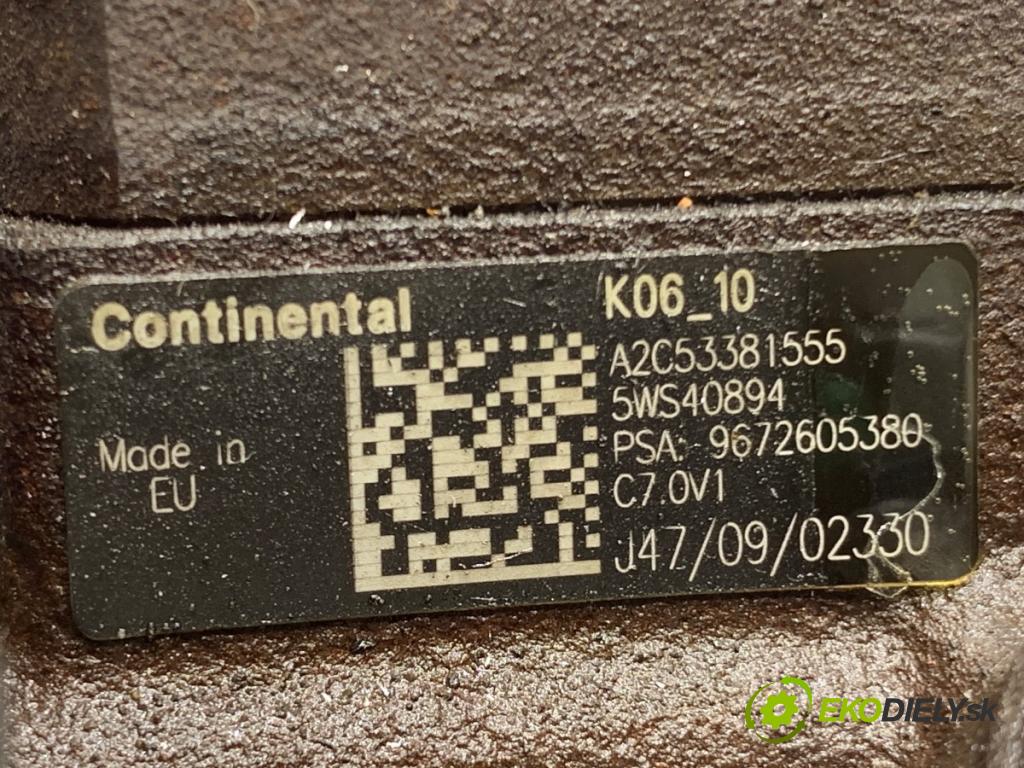 Continental
K06_10
A2C53381555
5WS40894
PSA: 9672605380
C7.0V1
J47/09/02330
Made in
EU
EKODIELY.sk